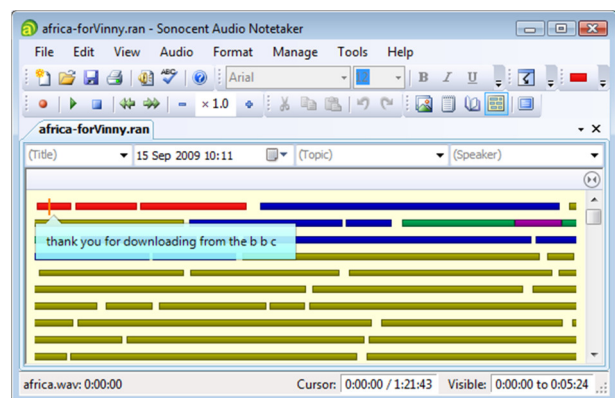 africa-forVinny.ran - Sonocent Audio Notetaker
File Edit View Audio Format Manage Tools Help
ABC Arial B I U
× 1.0
africa-forVinny.ran
(Title) 15 Sep 2009 10:11 (Topic) (Speaker)
thank you for downloading from the b b c
africa.wav: 0:00:00 Cursor: 0:00:00 / 1:21:43 Visible: 0:00:00 to 0:05:24